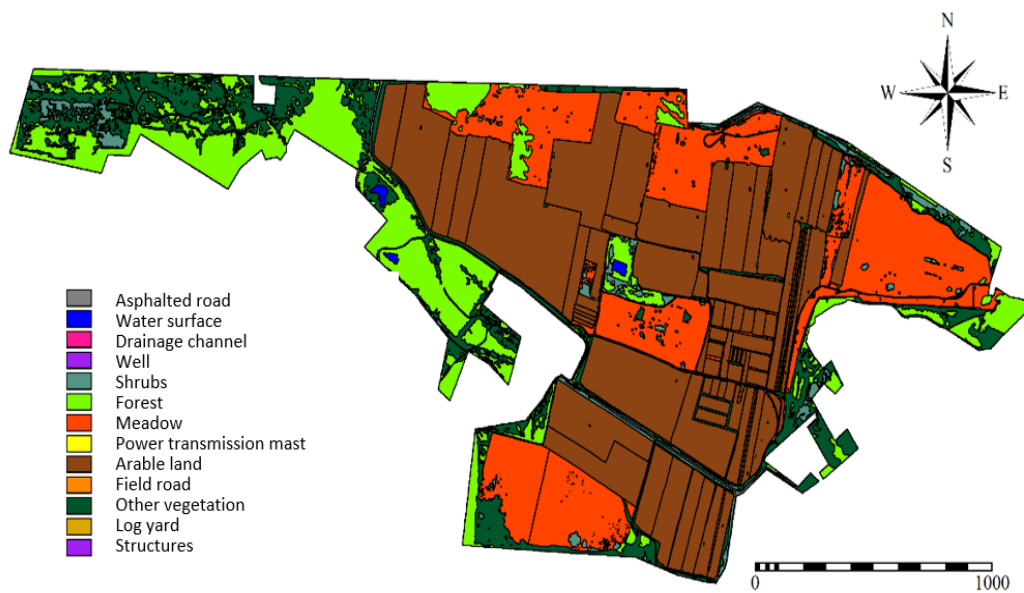 N
W E
S
Asphalted road
Water surface
Drainage channel
Well
Shrubs
Forest
Meadow
Power transmission mast
Arable land
Field road
Other vegetation
Log yard
Structures
0 1000